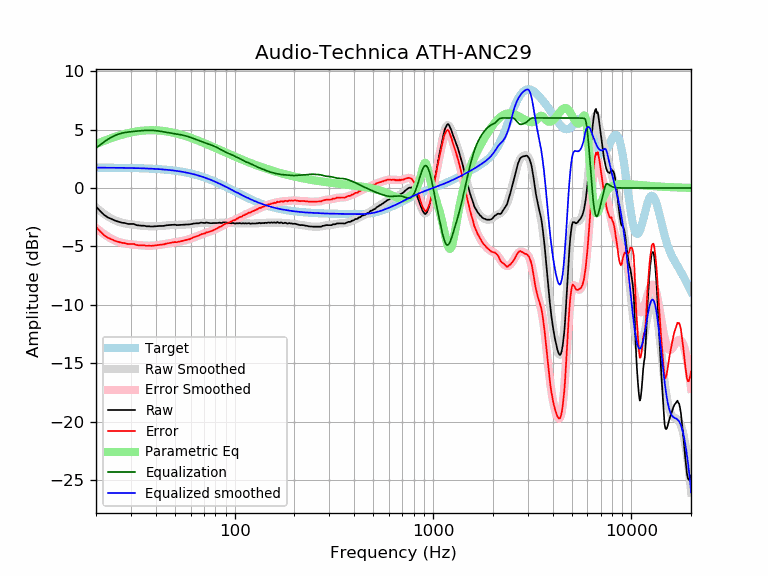 Audio-Technica ATH-ANC29
10
5
0
−5
−10
−15
−20
−25
Amplitude (dBr)
Target
Raw Smoothed
Error Smoothed
Raw
Error
Parametric Eq
Equalization
Equalized smoothed
100
1000
10000
Frequency (Hz)